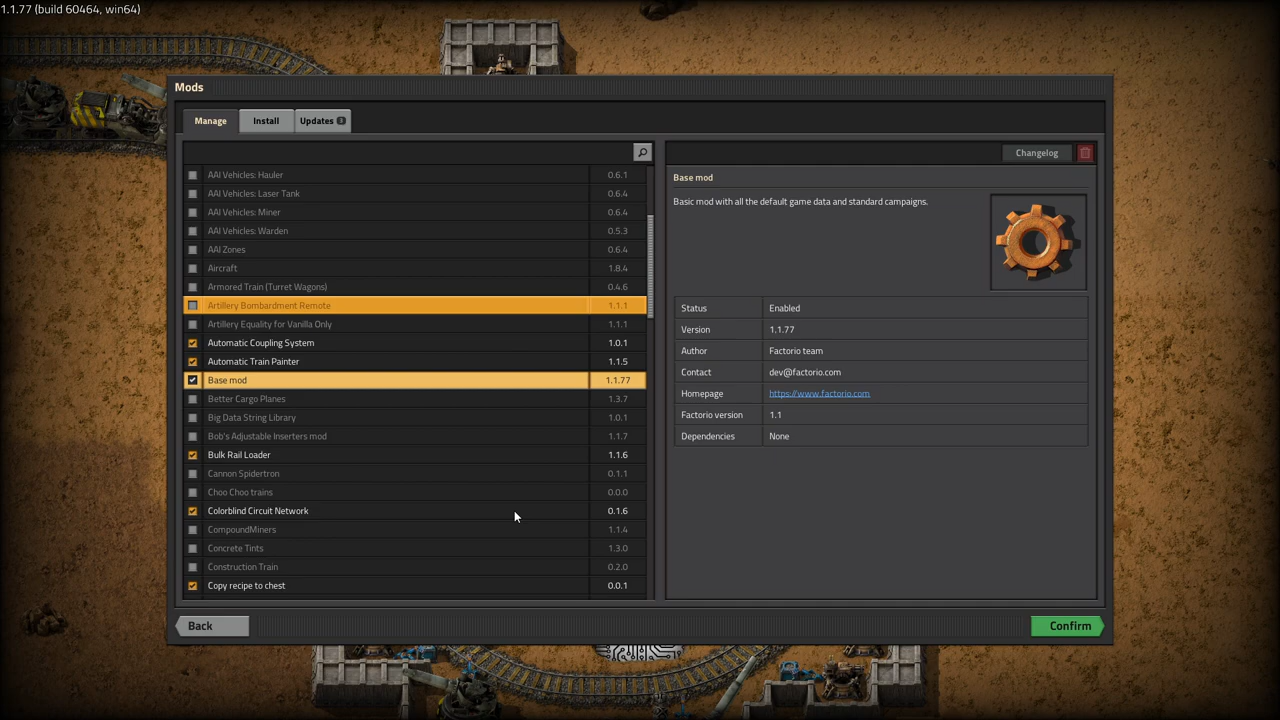 1.1.77 (build 60464, win64)
Mods
Manage Install Updates 3
Changelog
AAI Vehicles: Hauler 0.6.1
AAI Vehicles: Laser Tank 0.6.4
AAI Vehicles: Miner 0.6.4
AAI Vehicles: Warden 0.5.3
AAI Zones 0.6.4
Aircraft 1.8.4
Armored Train (Turret Wagons) 0.4.6
Artillery Bombardment Remote 1.1.1
Artillery Equality for Vanilla Only 1.1.1
Automatic Coupling System 1.0.1
Automatic Train Painter 1.1.5
Base mod 1.1.77
Better Cargo Planes 1.3.7
Big Data String Library 1.0.1
Bob's Adjustable Inserters mod 1.1.7
Bulk Rail Loader 1.1.6
Cannon Spidertron 0.1.1
Choo Choo trains 0.0.0
Colorblind Circuit Network 0.1.6
CompoundMiners 1.1.4
Concrete Tints 1.3.0
Construction Train 0.2.0
Copy recipe to chest 0.0.1
Base mod
Basic mod with all the default game data and standard campaigns.
Status Enabled
Version 1.1.77
Author Factorio team
Contact dev@factorio.com
Homepage https://www.factorio.com
Factorio version 1.1
Dependencies None
Back
Confirm